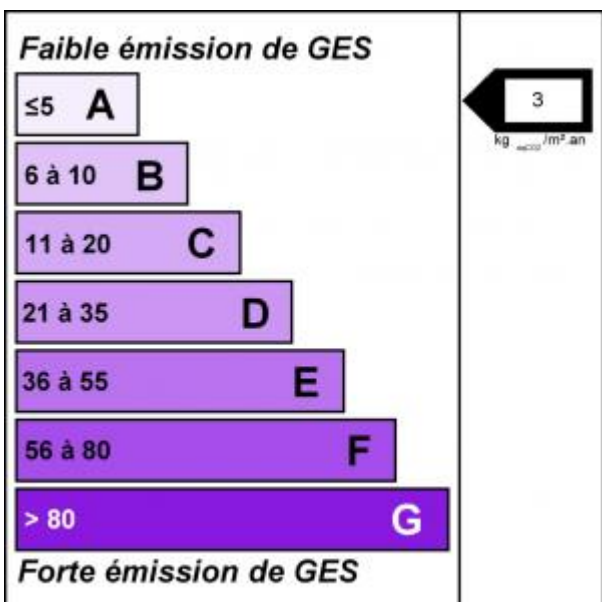 Faible émission de GES
≤5 A
3
kg eqCO2 /m².an
6 à 10 B
11 à 20 C
21 à 35 D
36 à 55 E
56 à 80 F
> 80 G
Forte émission de GES